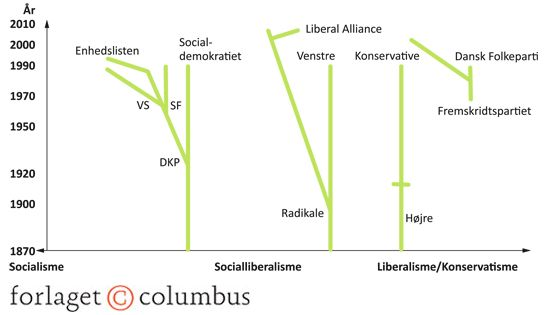 År
2010
2000
1990
1970
1950
1920
1900
1870
Enhedslisten
VS
SF
DKP
Social-
demokratiet
Liberal Alliance
Venstre
Radikale
Konservative
Højre
Dansk Folkeparti
Fremskridtspartiet
Socialisme
Socialliberalisme
Liberalisme/Konservatisme
forlaget © columbus